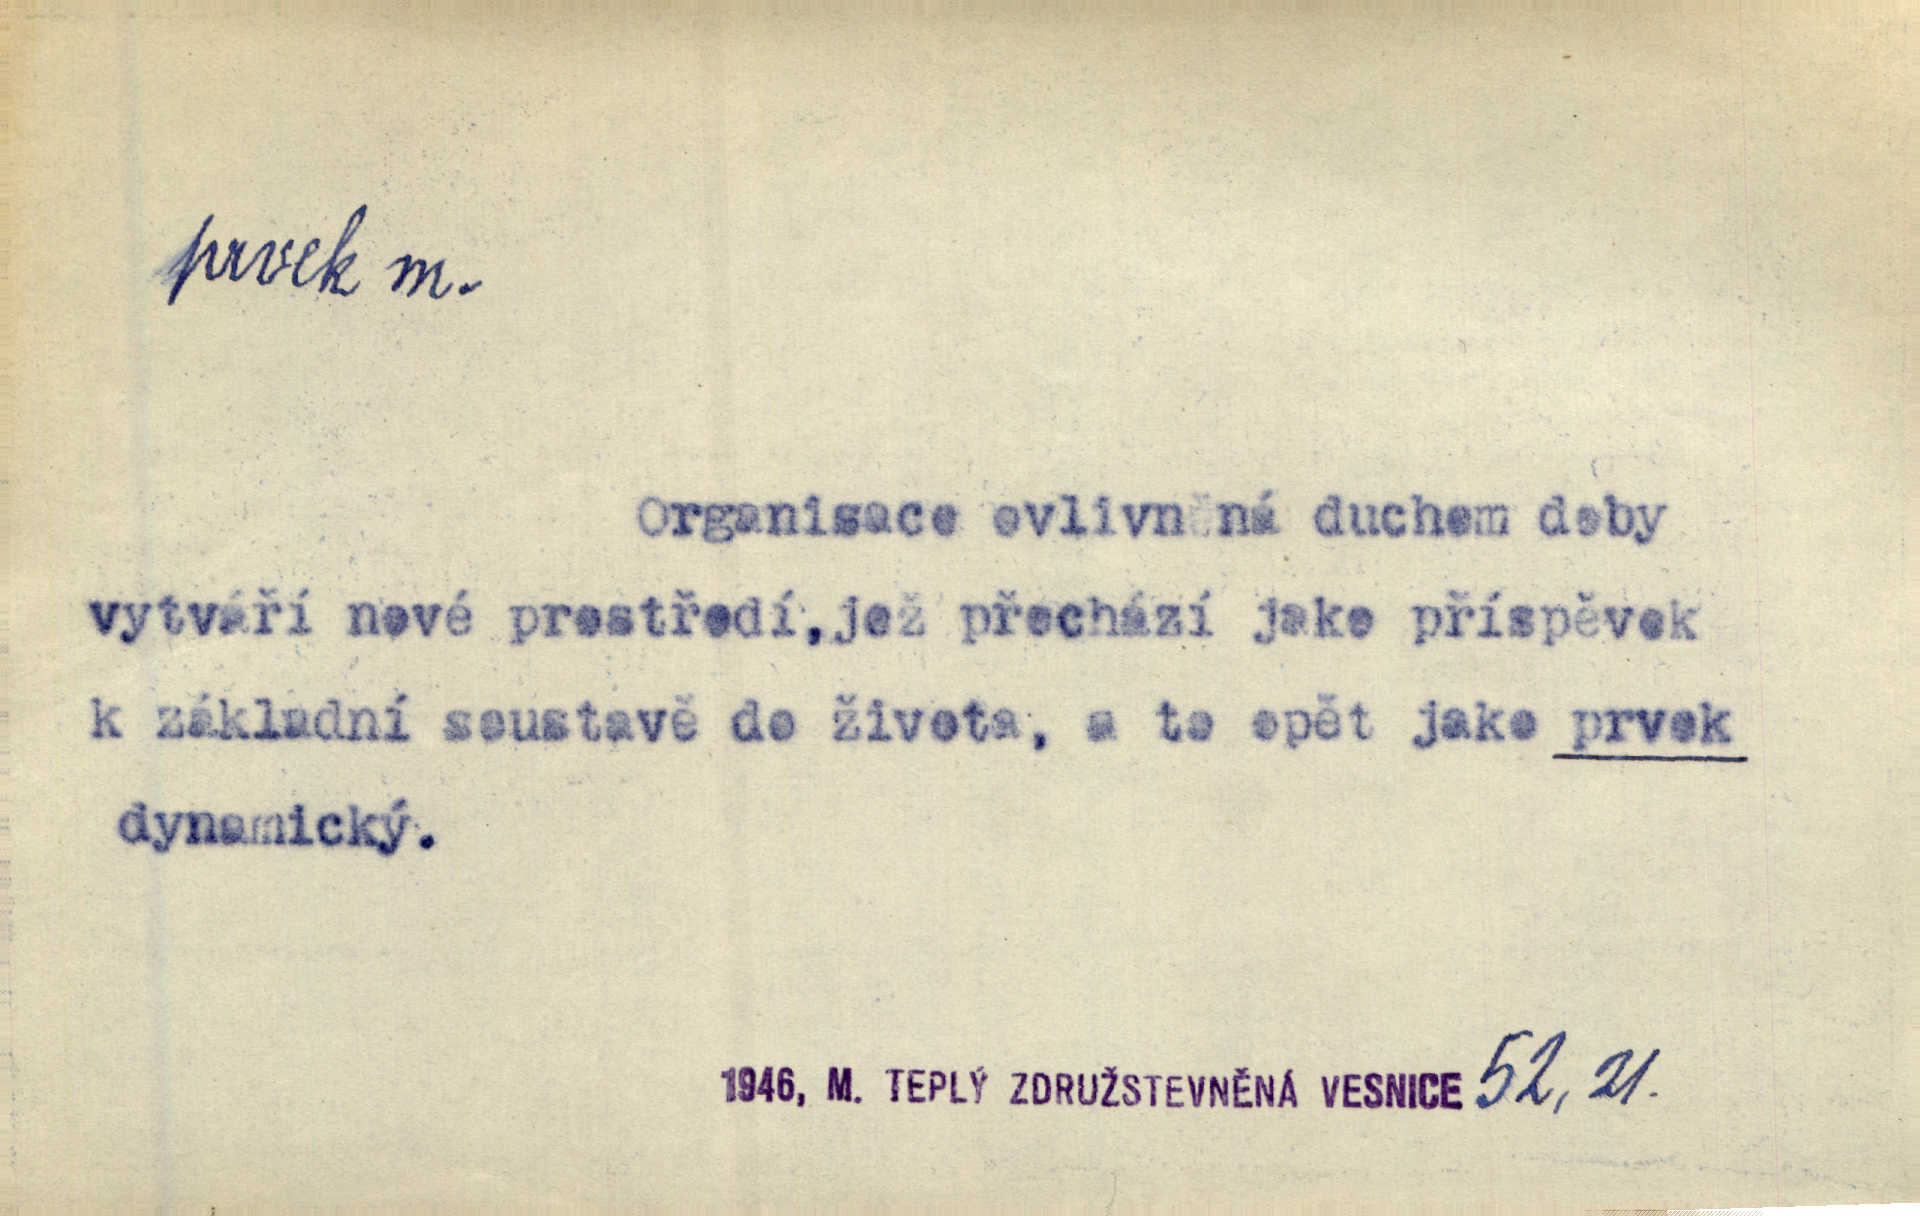 prvek m.
Organisace ovlivněná duchem doby
vytváří nové prostředí,jež přechází jako příspěvek
k základní soustavě do života, a to opět jako prvek
dynamický.
1946, M. TEPLÝ ZDRUŽSTEVNĚNÁ VESNICE 52, 21.